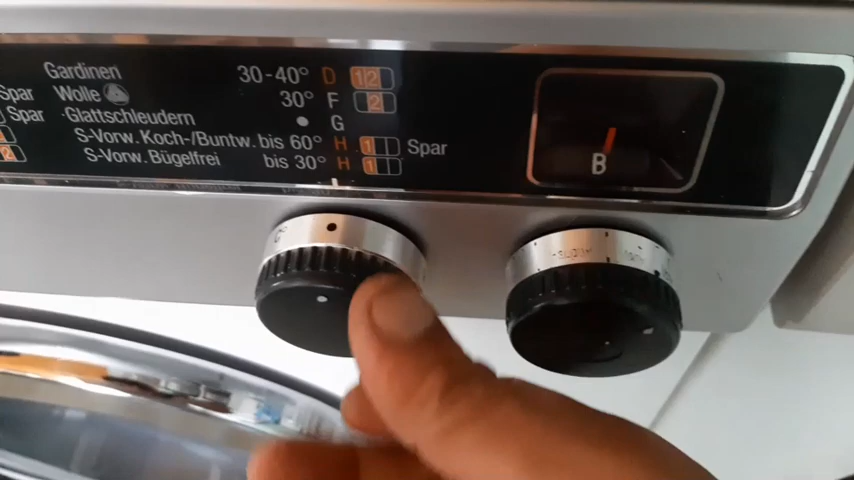 Spar
Spar
2
Gardinen 30-40° D 1 2
Wolle 30° F 2
Glattschleudern G
S-Vorw. Koch-/Buntw. bis 60° H 1 Spar
S-Vorw. Bügelfrei bis 30° H 1
B